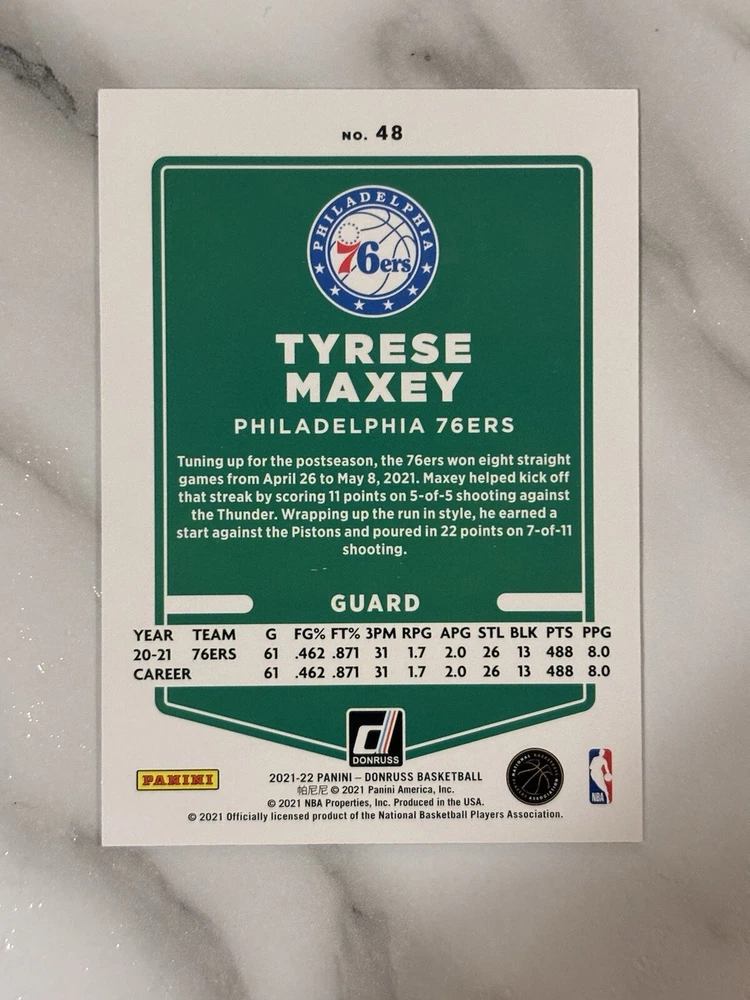 NO. 48
PHILADELPHIA
76ers
TYRESE
MAXEY
PHILADELPHIA 76ERS
Tuning up for the postseason, the 76ers won eight straight
games from April 26 to May 8, 2021. Maxey helped kick off
that streak by scoring 11 points on 5-of-5 shooting against
the Thunder. Wrapping up the run in style, he earned a
start against the Pistons and poured in 22 points on 7-of-11
shooting.
GUARD
YEAR TEAM G FG% FT% 3PM RPG APG STL BLK PTS PPG
20-21 76ERS 61 .462 .871 31 1.7 2.0 26 13 488 8.0
CAREER 61 .462 .871 31 1.7 2.0 26 13 488 8.0
d
DONRUSS
PANINI
2021-22 PANINI – DONRUSS BASKETBALL
帕尼尼 © 2021 Panini America, Inc.
© 2021 NBA Properties, Inc. Produced in the USA.
© 2021 Officially licensed product of the National Basketball Players Association.
NATIONAL BASKETBALL
PLAYERS ASSOCIATION
NBA